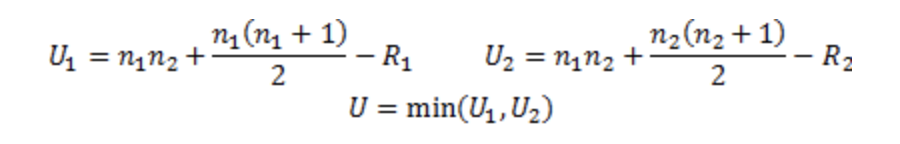 U₁ = n₁n₂ + n₁(n₁ + 1)/2 − R₁ U₂ = n₁n₂ + n₂(n₂ + 1)/2 − R₂
U = min(U₁, U₂)